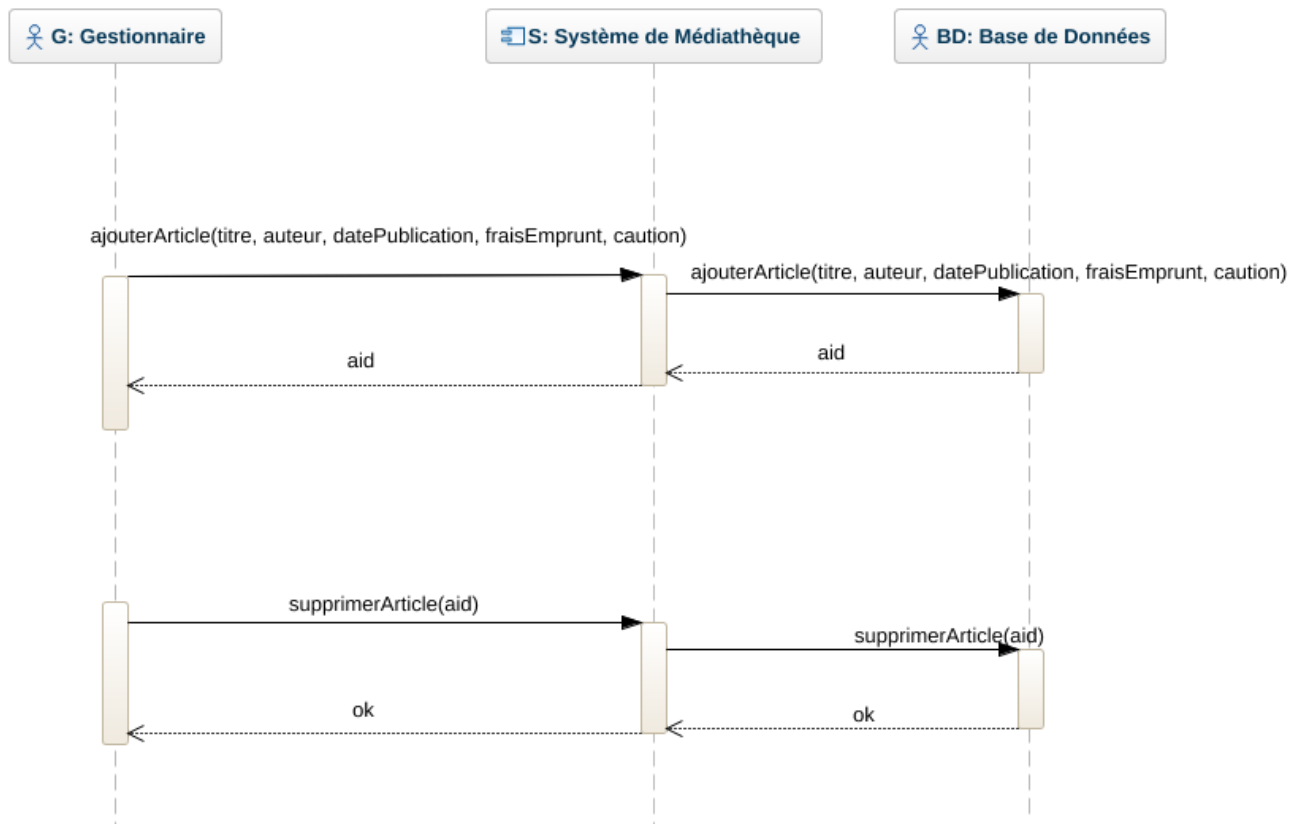 G: Gestionnaire
S: Système de Médiathèque
BD: Base de Données
ajouterArticle(titre, auteur, datePublication, fraisEmprunt, caution)
ajouterArticle(titre, auteur, datePublication, fraisEmprunt, caution)
aid
aid
supprimerArticle(aid)
supprimerArticle(aid)
ok
ok